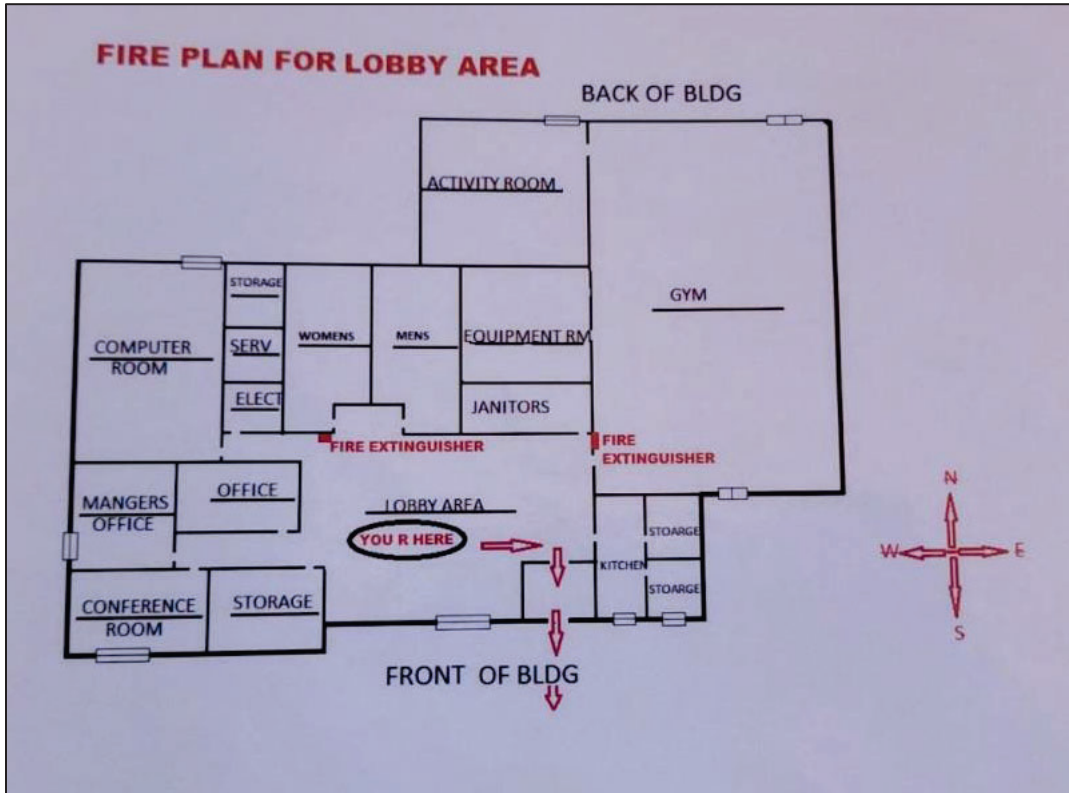 FIRE PLAN FOR LOBBY AREA
BACK OF BLDG
ACTIVITY ROOM
GYM
STORAGE
WOMENS
MENS
EQUIPMENT RM
COMPUTER
ROOM
SERV
ELECT
JANITORS
FIRE EXTINGUISHER
FIRE
EXTINGUISHER
OFFICE
MANGERS
OFFICE
LOBBY AREA
YOU R HERE
STOARGE
KITCHEN
STOARGE
CONFERENCE
ROOM
STORAGE
FRONT OF BLDG
N
W
E
S